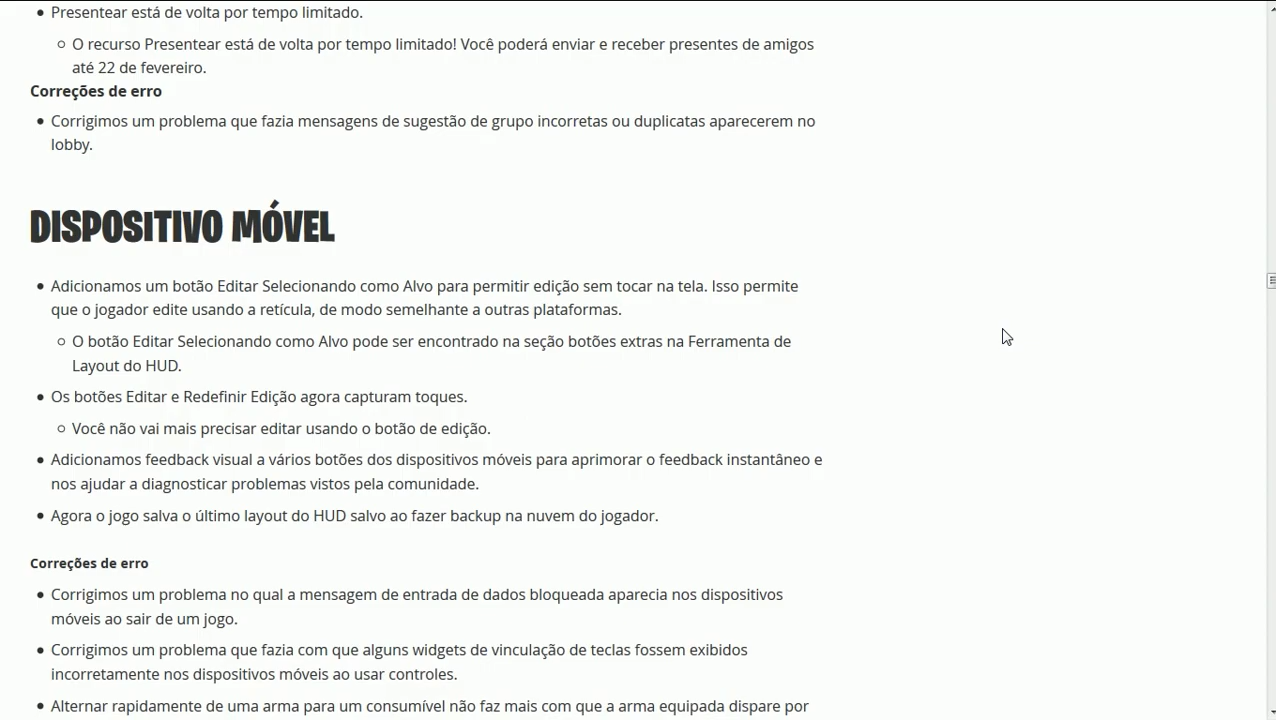 Presentear está de volta por tempo limitado.
O recurso Presentear está de volta por tempo limitado! Você poderá enviar e receber presentes de amigos
até 22 de fevereiro.
Correções de erro
Corrigimos um problema que fazia mensagens de sugestão de grupo incorretas ou duplicatas aparecerem no
lobby.
DISPOSITIVO MÓVEL
Adicionamos um botão Editar Selecionando como Alvo para permitir edição sem tocar na tela. Isso permite
que o jogador edite usando a retícula, de modo semelhante a outras plataformas.
O botão Editar Selecionando como Alvo pode ser encontrado na seção botões extras na Ferramenta de
Layout do HUD.
Os botões Editar e Redefinir Edição agora capturam toques.
Você não vai mais precisar editar usando o botão de edição.
Adicionamos feedback visual a vários botões dos dispositivos móveis para aprimorar o feedback instantâneo e
nos ajudar a diagnosticar problemas vistos pela comunidade.
Agora o jogo salva o último layout do HUD salvo ao fazer backup na nuvem do jogador.
Correções de erro
Corrigimos um problema no qual a mensagem de entrada de dados bloqueada aparecia nos dispositivos
móveis ao sair de um jogo.
Corrigimos um problema que fazia com que alguns widgets de vinculação de teclas fossem exibidos
incorretamente nos dispositivos móveis ao usar controles.
Alternar rapidamente de uma arma para um consumível não faz mais com que a arma equipada dispare por